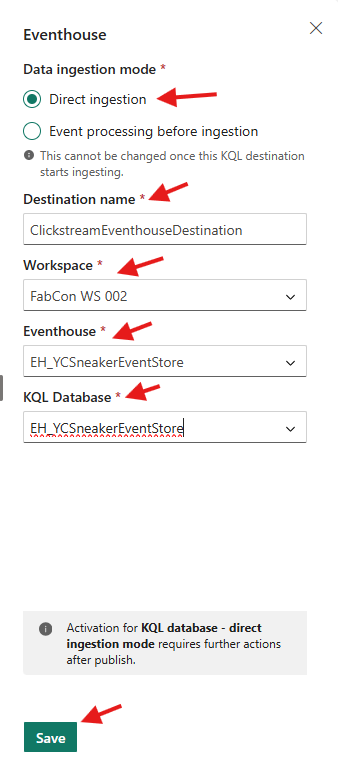 Eventhouse
Data ingestion mode *
Direct ingestion
Event processing before ingestion
This cannot be changed once this KQL destination
starts ingesting.
Destination name *
ClickstreamEventhouseDestination
Workspace *
FabCon WS 002
Eventhouse *
EH_YCSneakerEventStore
KQL Database *
EH_YCSneakerEventStore
Activation for KQL database - direct
ingestion mode requires further actions
after publish.
Save